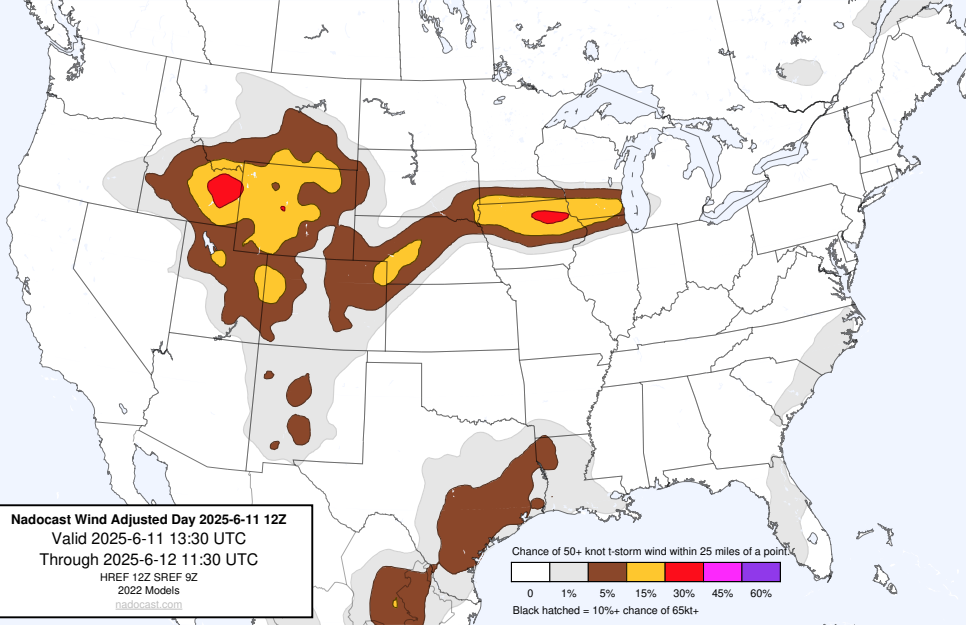 Nadocast Wind Adjusted Day 2025-6-11 12Z
Valid 2025-6-11 13:30 UTC
Through 2025-6-12 11:30 UTC
HREF 12Z SREF 9Z
2022 Models
nadocast.com
Chance of 50+ knot t-storm wind within 25 miles of a point.
0 1% 5% 15% 30% 45% 60%
Black hatched = 10%+ chance of 65kt+